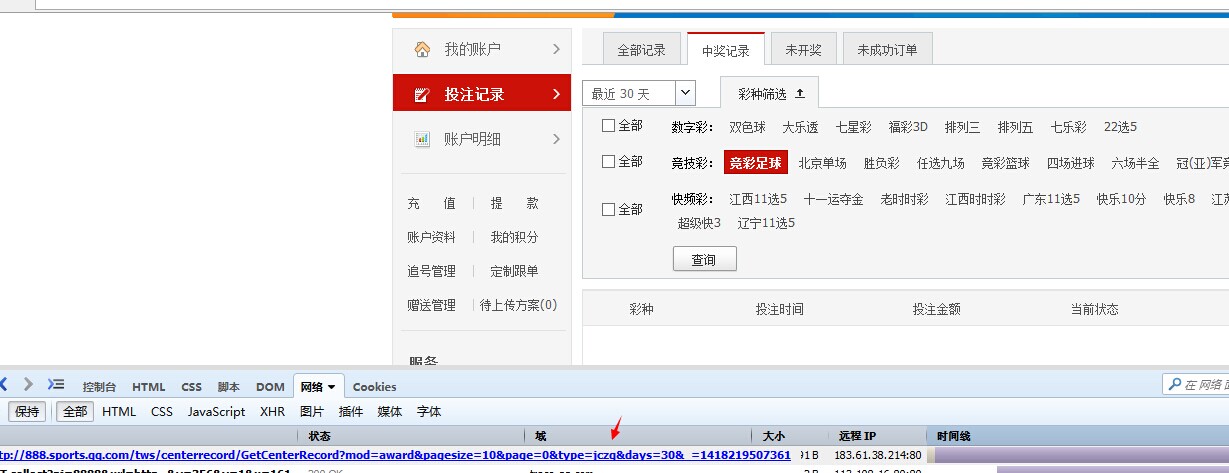 我的账户
投注记录
账户明细
充 值 提 款
账户资料 我的积分
追号管理 定制跟单
赠送管理 待上传方案(0)
服务
全部记录 中奖记录 未开奖 未成功订单
最近 30 天 彩种筛选
全部 数字彩: 双色球 大乐透 七星彩 福彩3D 排列三 排列五 七乐彩 22选5
全部 竞技彩: 竞彩足球 北京单场 胜负彩 任选九场 竞彩篮球 四场进球 六场半全 冠(亚)军竞
全部 快频彩: 江西11选5 十一运夺金 老时时彩 江西时时彩 广东11选5 快乐10分 快乐8 江苏
超级快3 辽宁11选5
查询
彩种 投注时间 投注金额 当前状态
控制台 HTML CSS 脚本 DOM 网络 Cookies 在 网络 面
保持 全部 HTML CSS JavaScript XHR 图片 插件 媒体 字体
状态 域 大小 远程 IP 时间线
tp://888.sports.qq.com/tws/centerrecord/GetCenterRecord?mod=award&pagesize=10&page=0&type=jczq&days=30&_=1418219507361 91 B 183.61.38.214:80